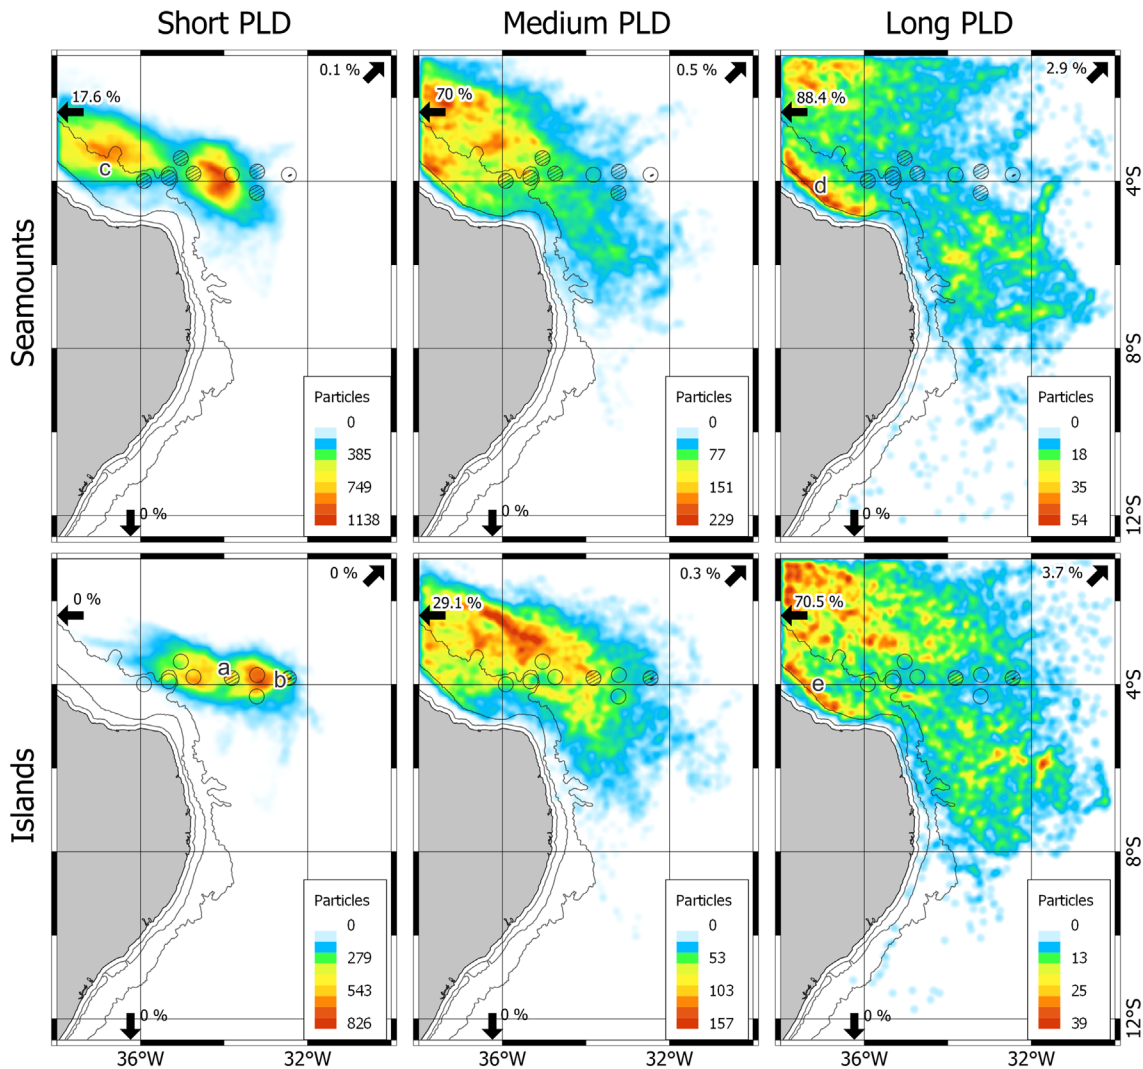 Short PLD
Medium PLD
Long PLD
Seamounts
0.1 %
17.6 %
c
Particles
0
385
749
1138
0 %
0.5 %
70 %
Particles
0
77
151
229
0 %
2.9 %
88.4 %
d
Particles
0
18
35
54
0 %
4°S
8°S
12°S
Islands
0 %
0 %
a
b
Particles
0
279
543
826
0 %
0.3 %
29.1 %
Particles
0
53
103
157
0 %
3.7 %
70.5 %
e
Particles
0
13
25
39
0 %
4°S
8°S
12°S
36°W
32°W
36°W
32°W